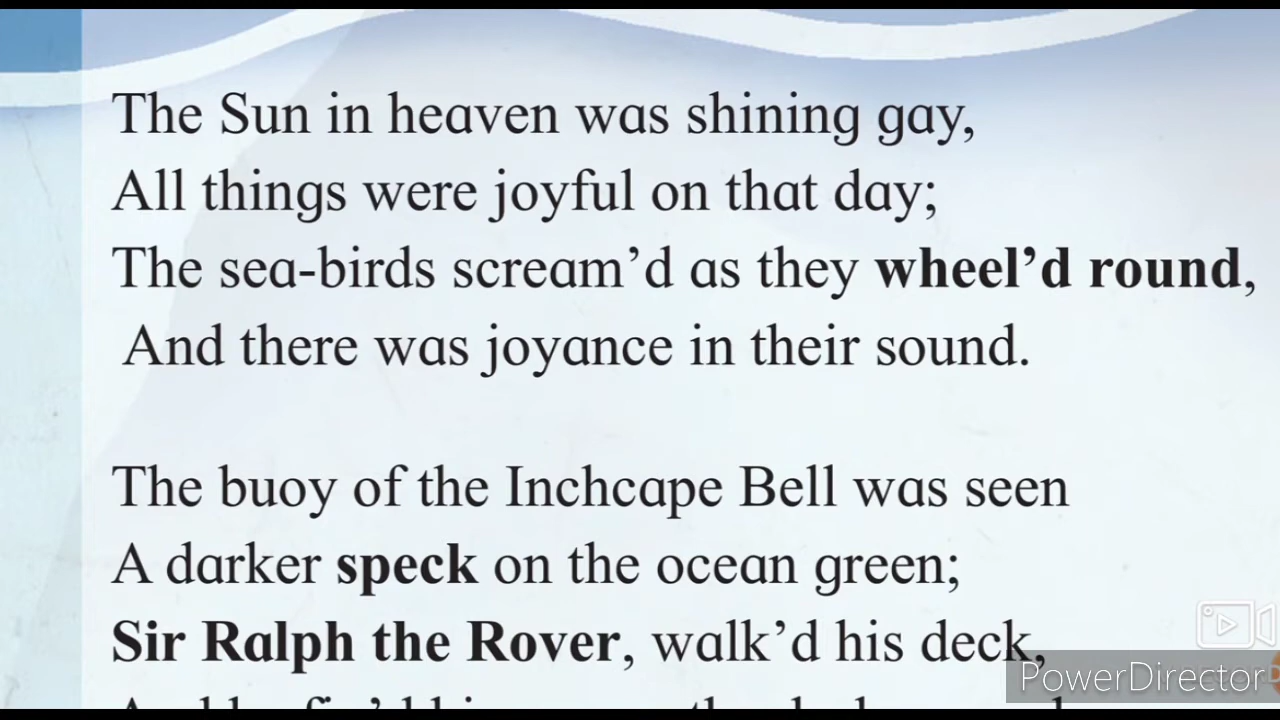 The Sun in heaven was shining gay,
All things were joyful on that day;
The sea-birds scream’d as they wheel’d round,
And there was joyance in their sound.
The buoy of the Inchcape Bell was seen
A darker speck on the ocean green;
Sir Ralph the Rover, walk’d his deck,
PowerDirector